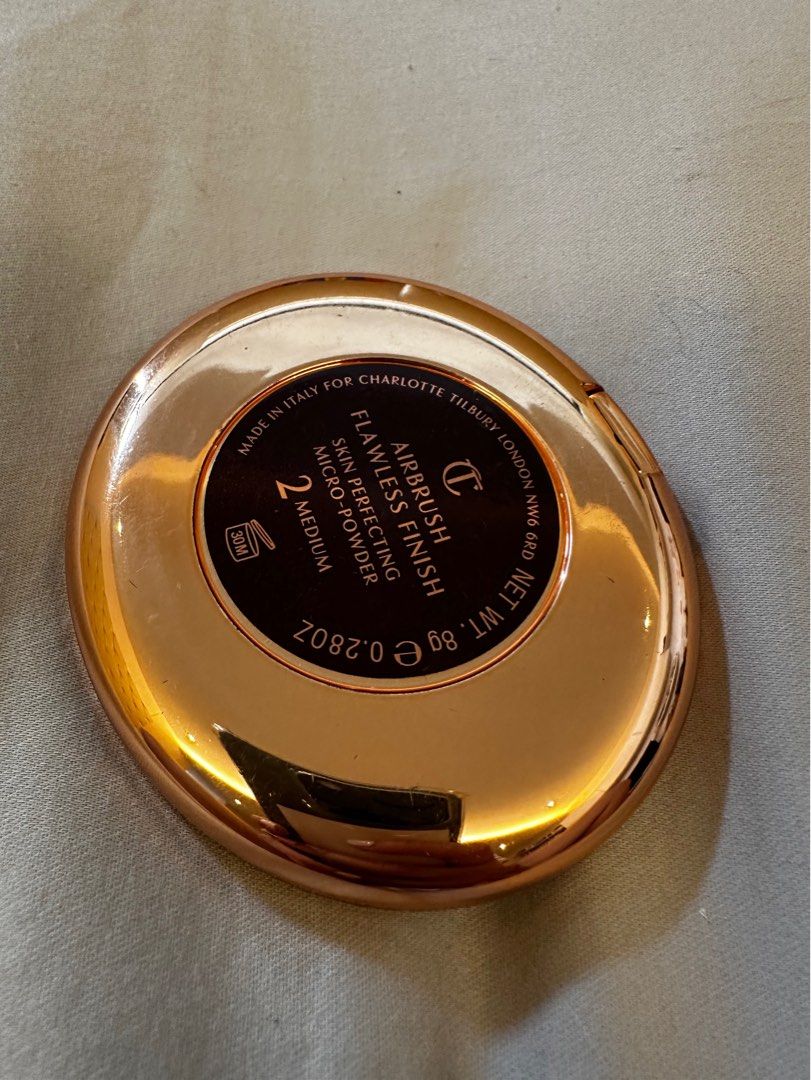 MADE IN ITALY FOR CHARLOTTE TILBURY LONDON NW6 6RD
CT
AIRBRUSH
FLAWLESS FINISH
SKIN PERFECTING
MICRO-POWDER
2 MEDIUM
30M
NET WT. 8g e 0.28OZ